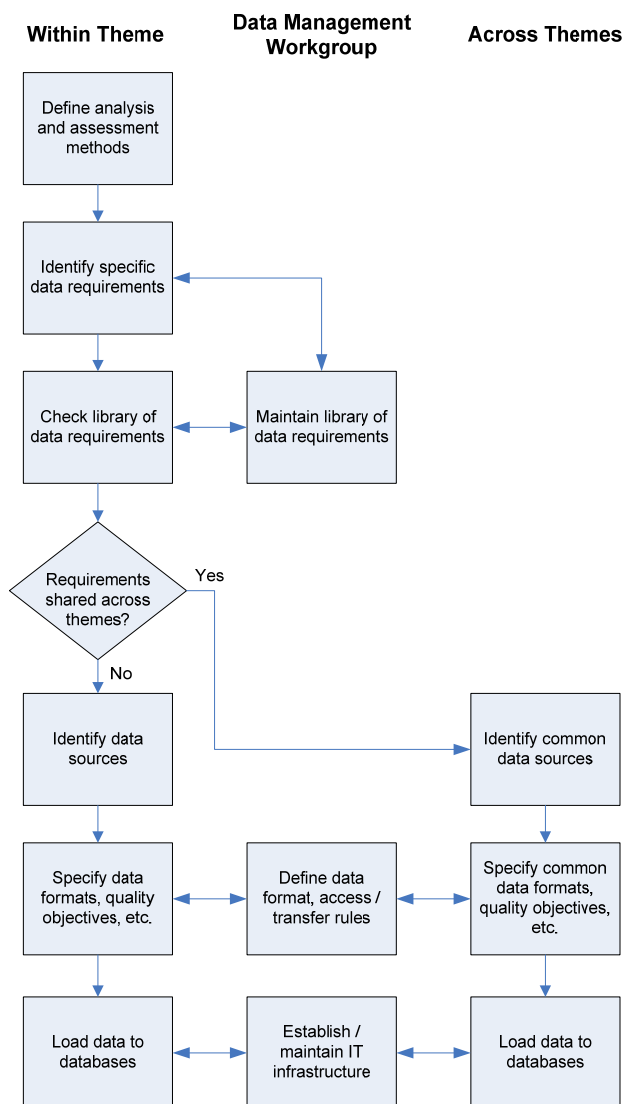 Within Theme
Data Management
Workgroup
Across Themes
Define analysis
and assessment
methods
Identify specific
data requirements
Check library of
data requirements
Maintain library of
data requirements
Requirements
shared across
themes?
Yes
No
Identify data
sources
Identify common
data sources
Specify data
formats, quality
objectives, etc.
Define data
format, access /
transfer rules
Specify common
data formats,
quality objectives,
etc.
Load data to
databases
Establish /
maintain IT
infrastructure
Load data to
databases